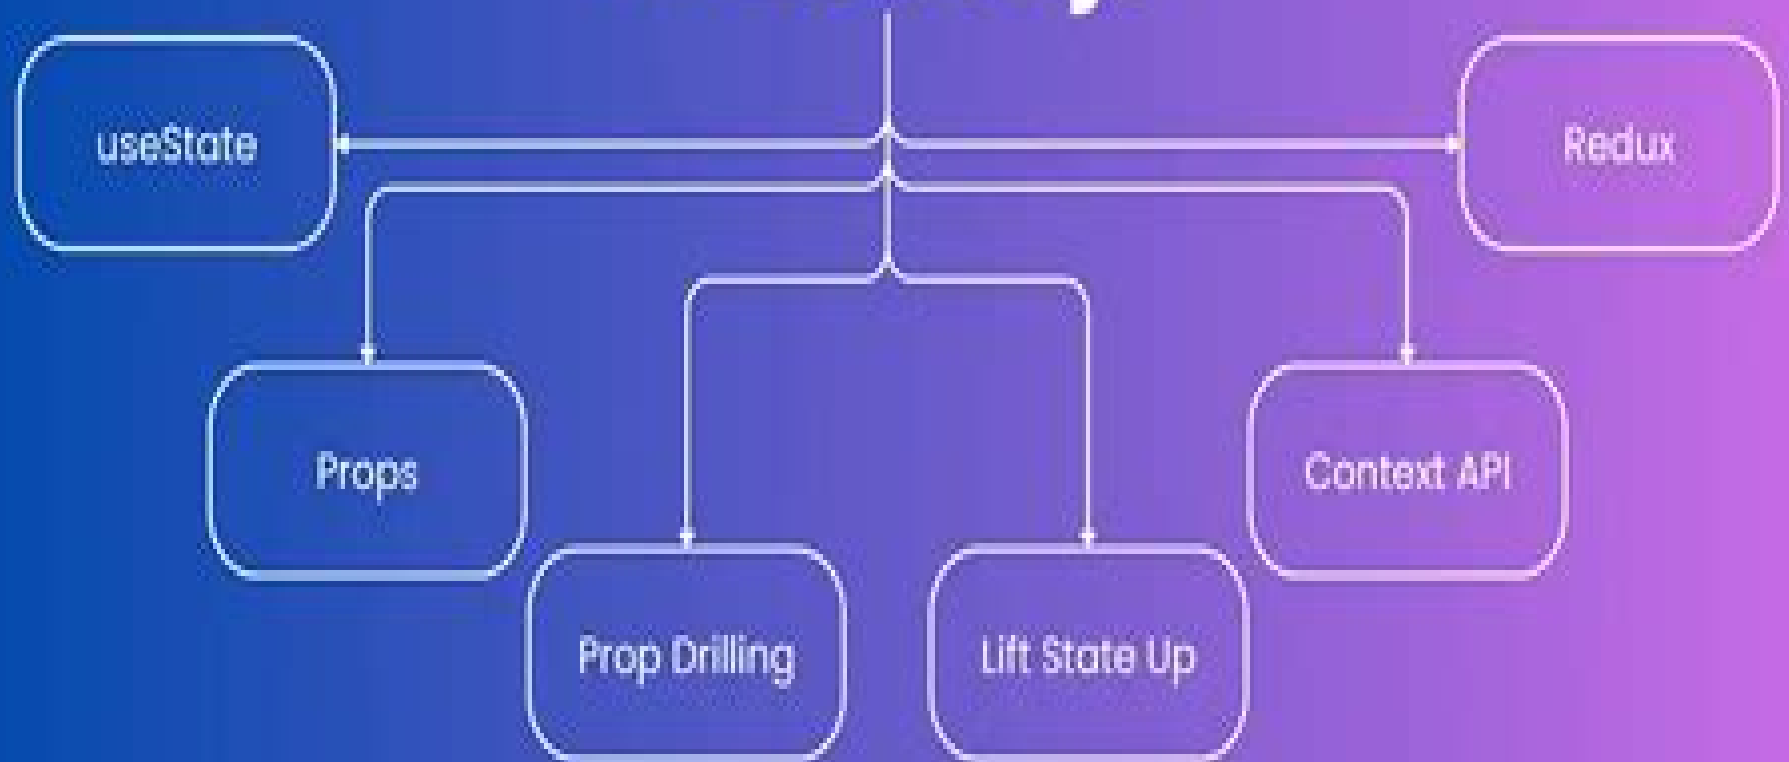 useState
Redux
Props
Context API
Prop Drilling
Lift State Up